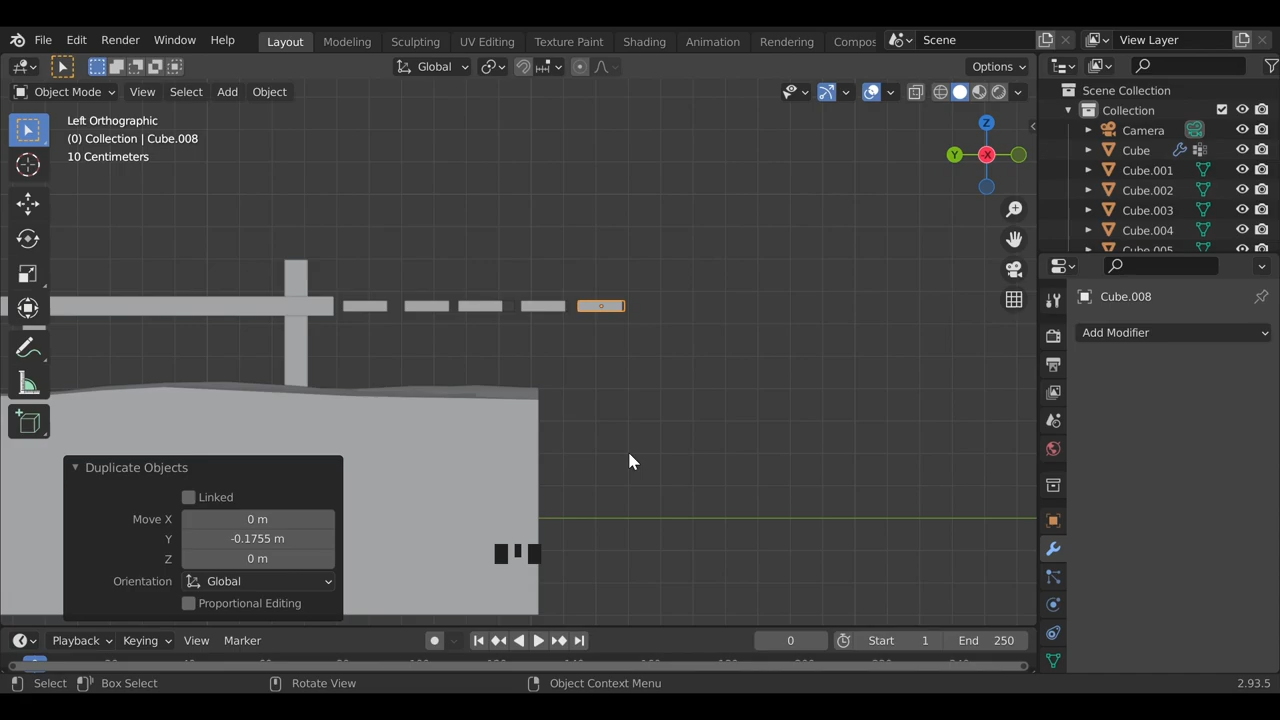 File Edit Render Window Help Layout Modeling Sculpting UV Editing Texture Paint Shading Animation Rendering Compos Scene View Layer
Global Options
Object Mode View Select Add Object
Left Orthographic
(0) Collection | Cube.008
10 Centimeters
Z
Y
-X
Scene Collection
Collection
Camera
Cube
Cube.001
Cube.002
Cube.003
Cube.004
Cube.005
Cube.008
Add Modifier
Duplicate Objects
Linked
Move X 0 m
Y -0.1755 m
Z 0 m
Orientation Global
Proportional Editing
Playback Keying View Marker 0 Start 1 End 250
Select Box Select Rotate View Object Context Menu 2.93.5